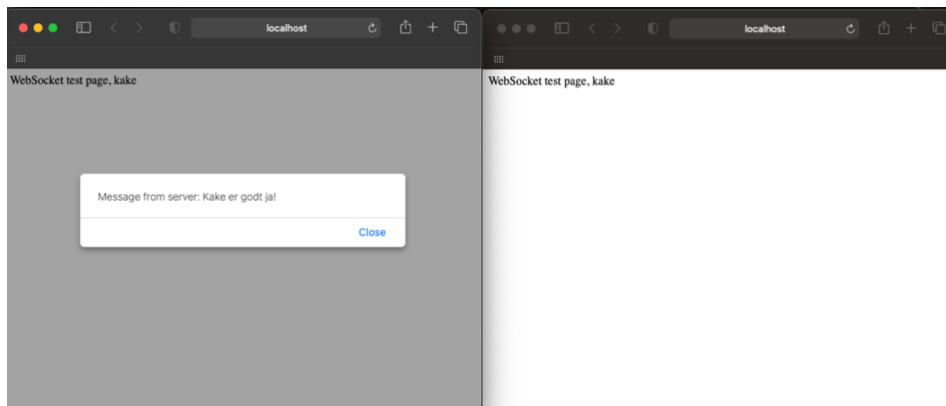 localhost
WebSocket test page, kake
Message from server: Kake er godt ja!
Close
localhost
WebSocket test page, kake